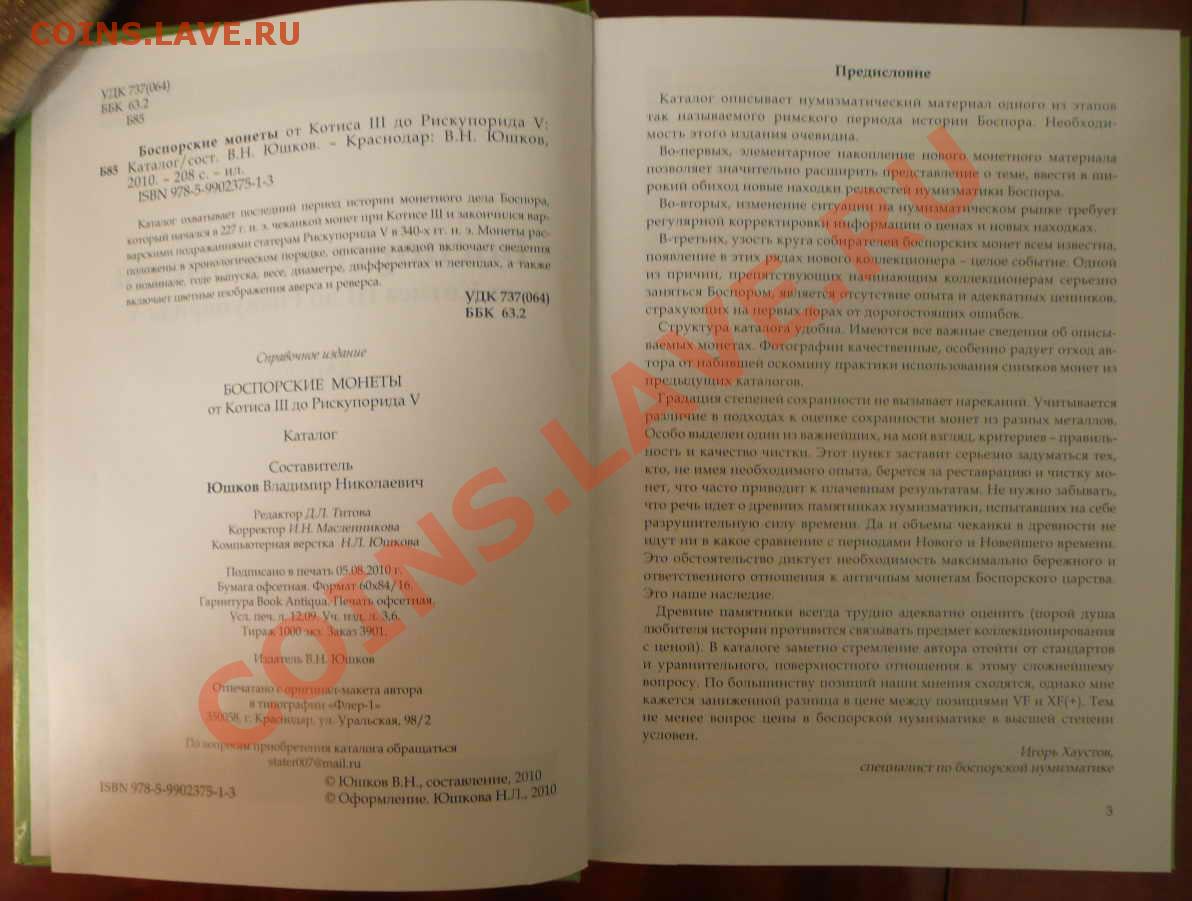 COINS.LAVE.RU
УДК 737(064)
ББК 63.2
Б85
Боспорские монеты от Котиса III до Рискупорида V:
Б85 Каталог/сост. В.Н. Юшков. – Краснодар: В.Н. Юшков,
2010. – 208 с. – ил.
ISBN 978-5-9902375-1-3
Каталог охватывает последний период истории монетного дела Боспора,
который начался в 227 г. н. э. чеканкой монет при Котисе III и закончился вар-
варскими подражаниями статерам Рискупорида V в 340-х гг. н. э. Монеты рас-
положены в хронологическом порядке, описание каждой включает сведения
о номинале, годе выпуска, весе, диаметре, дифферентах и легендах, а также
включает цветные изображения аверса и реверса.
УДК 737(064)
ББК 63.2
Справочное издание
БОСПОРСКИЕ МОНЕТЫ
от Котиса III до Рискупорида V
Каталог
Составитель
Юшков Владимир Николаевич
Редактор Д.Л. Титова
Корректор И.Н. Масленникова
Компьютерная верстка Н.Л. Юшкова
Подписано в печать 05.08.2010 г.
Бумага офсетная. Формат 60х84/16.
Гарнитура Book Antiqua. Печать офсетная.
Усл. печ. л. 12,09. Уч. изд. л. 3,6.
Тираж 1000 экз. Заказ 3901.
Издатель В.Н. Юшков
Отпечатано с оригинал-макета автора
в типографии «Флер-1»
350058, г. Краснодар, ул. Уральская, 98/2
По вопросам приобретения каталога обращаться
stater007@mail.ru
ISBN 978-5-9902375-1-3
© Юшков В.Н., составление, 2010
© Оформление. Юшкова Н.Л., 2010
Предисловие
Каталог описывает нумизматический материал одного из этапов
так называемого римского периода истории Боспора. Необходи-
мость этого издания очевидна.
Во-первых, элементарное накопление нового монетного материала
позволяет значительно расширить представление о теме, ввести в ши-
рокий обиход новые находки редкостей нумизматики Боспора.
Во-вторых, изменение ситуации на нумизматическом рынке требует
регулярной корректировки информации о ценах и новых находках.
В-третьих, узость круга собирателей боспорских монет всем известна,
появление в этих рядах нового коллекционера – целое событие. Одной
из причин, препятствующих начинающим коллекционерам серьезно
заняться Боспором, является отсутствие опыта и адекватных ценников,
страхующих на первых порах от дорогостоящих ошибок.
Структура каталога удобна. Имеются все важные сведения об описы-
ваемых монетах. Фотографии качественные, особенно радует отход ав-
тора от набившей оскомину практики использования снимков монет из
предыдущих каталогов.
Градация степеней сохранности не вызывает нареканий. Учитывается
различие в подходах к оценке сохранности монет из разных металлов.
Особо выделен один из важнейших, на мой взгляд, критериев – правиль-
ность и качество чистки. Этот пункт заставит серьезно задуматься тех,
кто, не имея необходимого опыта, берется за реставрацию и чистку мо-
нет, что часто приводит к плачевным результатам. Не нужно забывать,
что речь идет о древних памятниках нумизматики, испытавших на себе
разрушительную силу времени. Да и объемы чеканки в древности не
идут ни в какое сравнение с периодами Нового и Новейшего времени.
Это обстоятельство диктует необходимость максимально бережного и
ответственного отношения к античным монетам Боспорского царства.
Это наше наследие.
Древние памятники всегда трудно адекватно оценить (порой душа
любителя истории противится связывать предмет коллекционирования
с ценой). В каталоге заметно стремление автора отойти от стандартов
и уравнительного, поверхностного отношения к этому сложнейшему
вопросу. По большинству позиций наши мнения сходятся, однако мне
кажется заниженной разница в цене между позициями VF и XF(+). Тем
не менее вопрос цены в боспорской нумизматике в высшей степени
условен.
Игорь Хаустов,
специалист по боспорской нумизматике
3
COINS.LAVE.RU